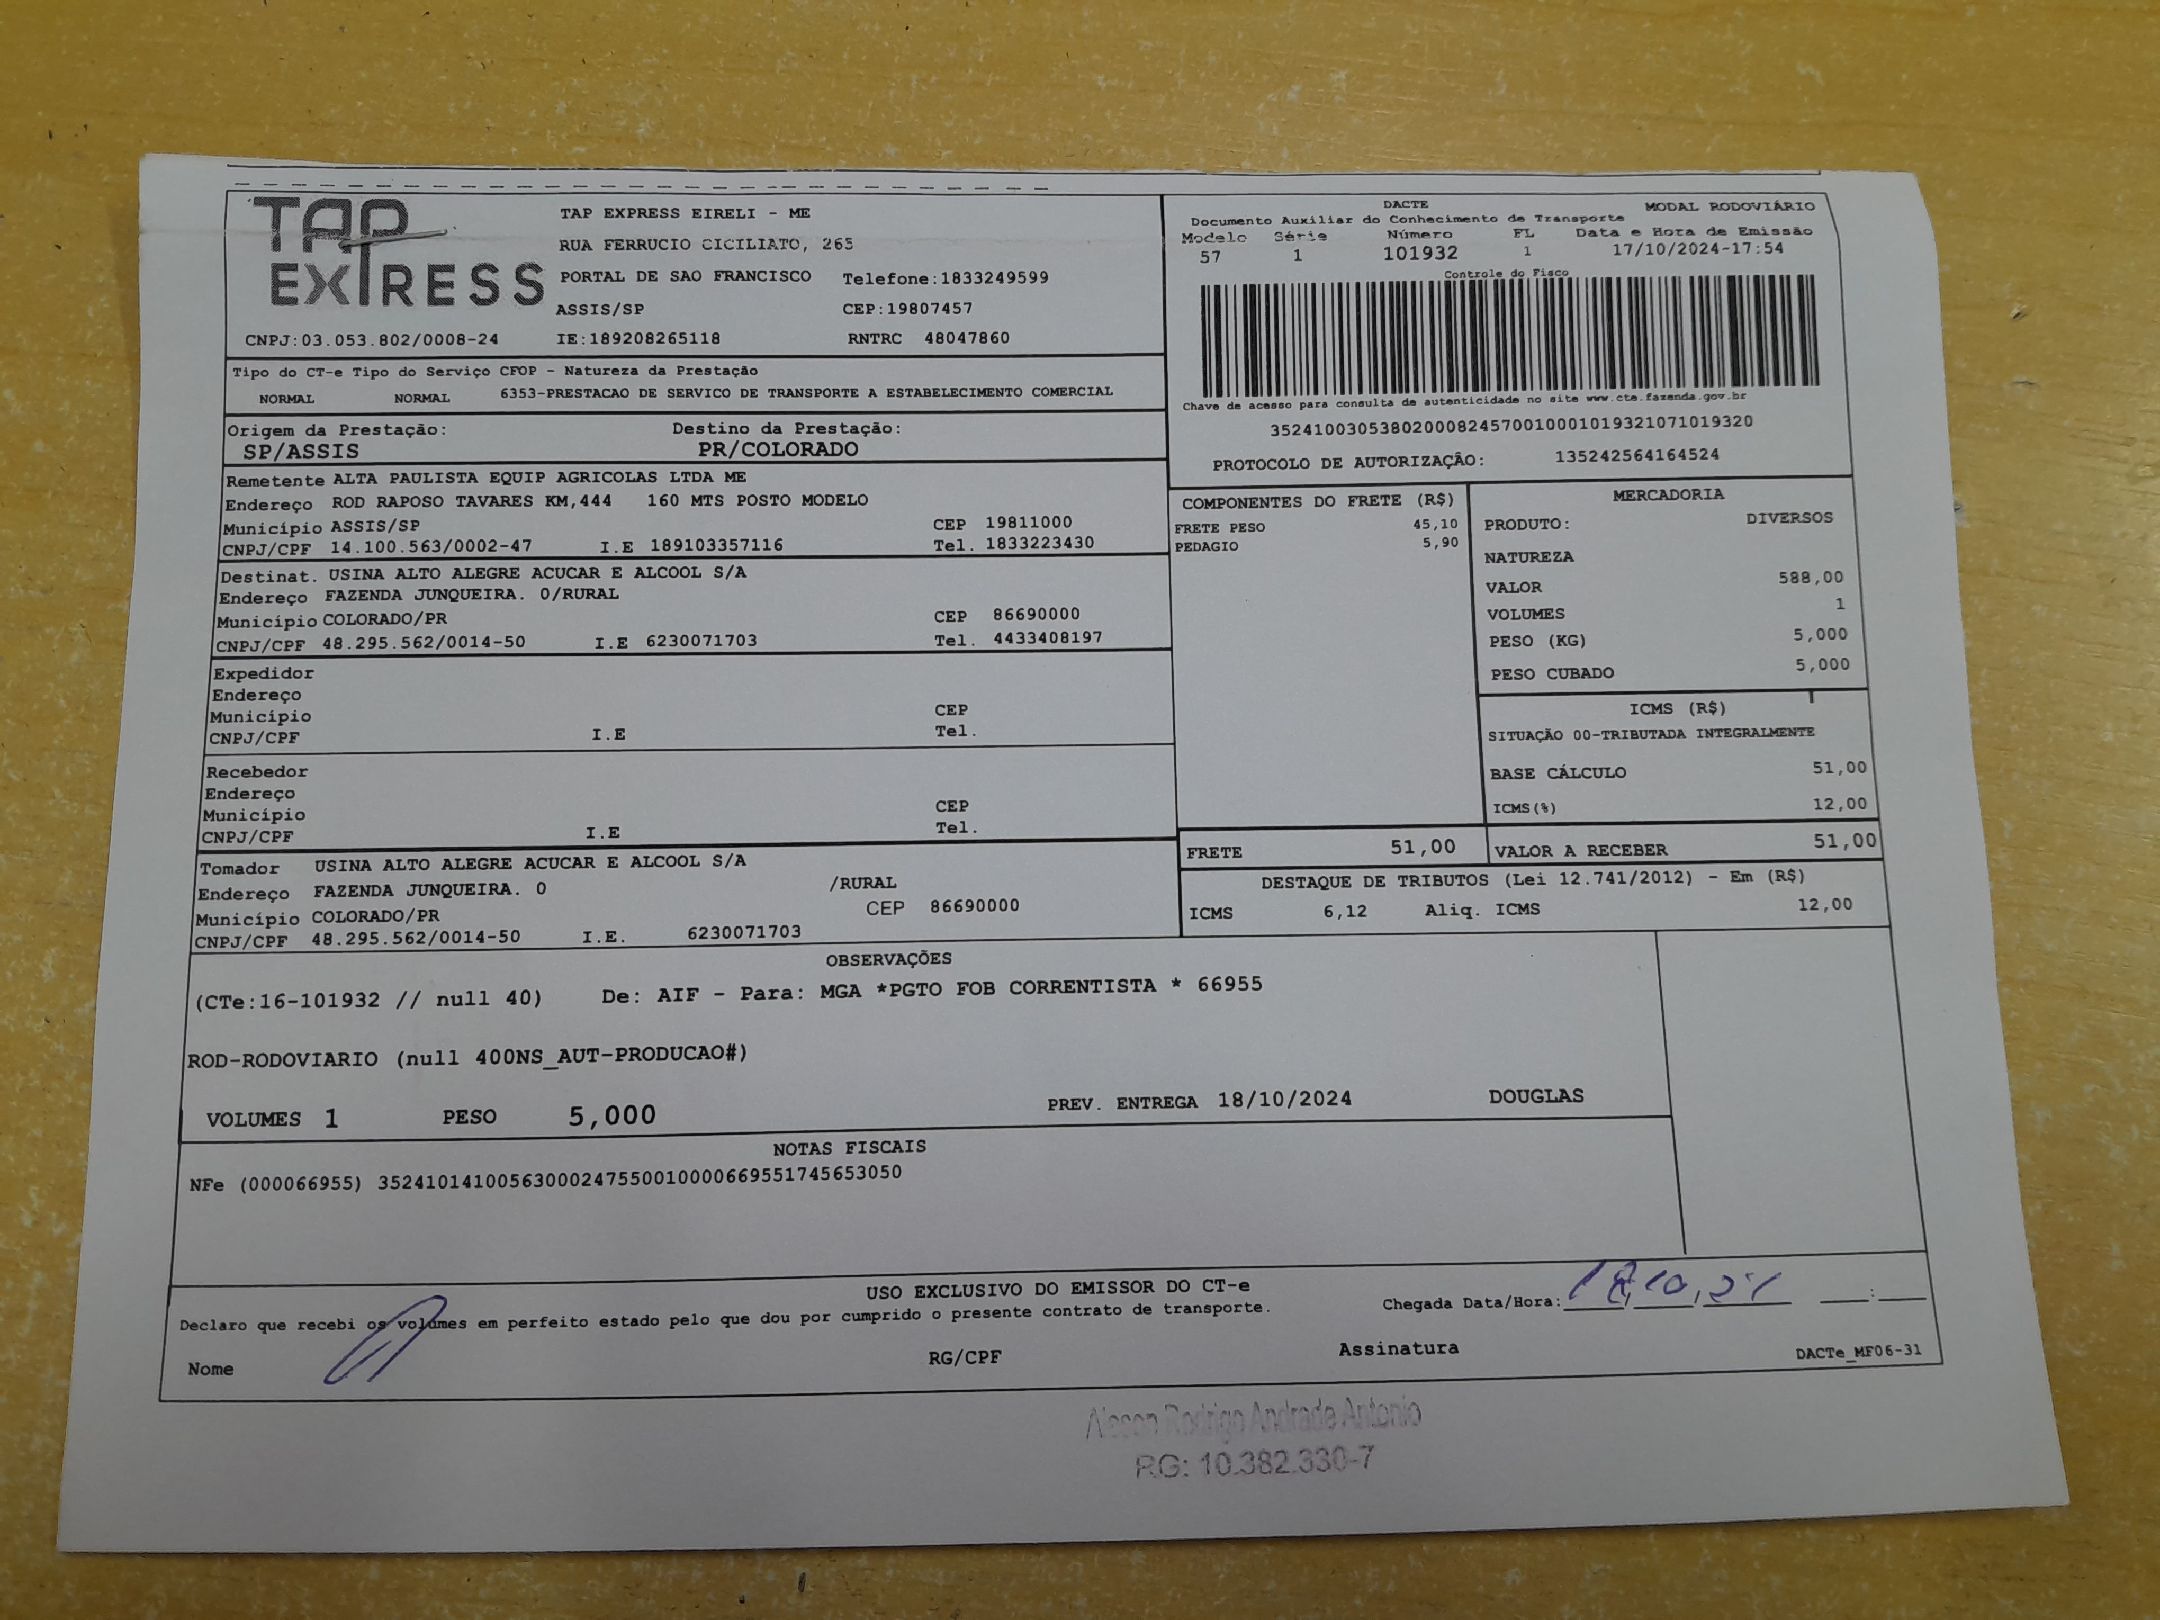 TAP EXPRESS
TAP EXPRESS EIRELI - ME
RUA FERRUCIO CICILIATO, 265
PORTAL DE SAO FRANCISCO Telefone:1833249599
ASSIS/SP CEP:19807457
CNPJ:03.053.802/0008-24 IE:189208265118 RNTRC 48047860
DACTE MODAL RODOVIÁRIO
Documento Auxiliar do Conhecimento de Transporte
Modelo Série Número FL Data e Hora de Emissão
57 1 101932 1 17/10/2024-17:54
Controle do Fisco
Chave de acesso para consulta de autenticidade no site www.cte.fazenda.gov.br
35241003053802000824570010001019321071019320
PROTOCOLO DE AUTORIZAÇÃO: 135242564164524
Tipo do CT-e Tipo do Serviço CFOP - Natureza da Prestação
NORMAL NORMAL 6353-PRESTACAO DE SERVICO DE TRANSPORTE A ESTABELECIMENTO COMERCIAL
Origem da Prestação: Destino da Prestação:
SP/ASSIS PR/COLORADO
Remetente ALTA PAULISTA EQUIP AGRICOLAS LTDA ME
Endereço ROD RAPOSO TAVARES KM,444 160 MTS POSTO MODELO
Município ASSIS/SP CEP 19811000
CNPJ/CPF 14.100.563/0002-47 I.E 189103357116 Tel. 1833223430
Destinat. USINA ALTO ALEGRE ACUCAR E ALCOOL S/A
Endereço FAZENDA JUNQUEIRA. 0/RURAL
Município COLORADO/PR CEP 86690000
CNPJ/CPF 48.295.562/0014-50 I.E 6230071703 Tel. 4433408197
Expedidor
Endereço
Município CEP
CNPJ/CPF I.E Tel.
Recebedor
Endereço
Município CEP
CNPJ/CPF I.E Tel.
Tomador USINA ALTO ALEGRE ACUCAR E ALCOOL S/A
Endereço FAZENDA JUNQUEIRA. 0 /RURAL
Município COLORADO/PR CEP 86690000
CNPJ/CPF 48.295.562/0014-50 I.E. 6230071703
COMPONENTES DO FRETE (R$)
FRETE PESO 45,10
PEDAGIO 5,90
MERCADORIA
PRODUTO: DIVERSOS
NATUREZA
VALOR 588,00
VOLUMES 1
PESO (KG) 5,000
PESO CUBADO 5,000
ICMS (R$)
SITUAÇÃO 00-TRIBUTADA INTEGRALMENTE
BASE CÁLCULO 51,00
ICMS(%) 12,00
FRETE 51,00 VALOR A RECEBER 51,00
DESTAQUE DE TRIBUTOS (Lei 12.741/2012) - Em (R$)
ICMS 6,12 Aliq. ICMS 12,00
OBSERVAÇÕES
(CTe:16-101932 // null 40) De: AIF - Para: MGA *PGTO FOB CORRENTISTA * 66955
ROD-RODOVIARIO (null 400NS_AUT-PRODUCAO#)
VOLUMES 1 PESO 5,000 PREV. ENTREGA 18/10/2024 DOUGLAS
NOTAS FISCAIS
NFe (000066955) 35241014100563000247550010000669551745653050
USO EXCLUSIVO DO EMISSOR DO CT-e
Declaro que recebi os volumes em perfeito estado pelo que dou por cumprido o presente contrato de transporte. Chegada Data/Hora: 18,10,24 :
Nome RG/CPF Assinatura DACTe_MF06-31
Rodrigo Andrade Antonio
RG: 10.382.330-7